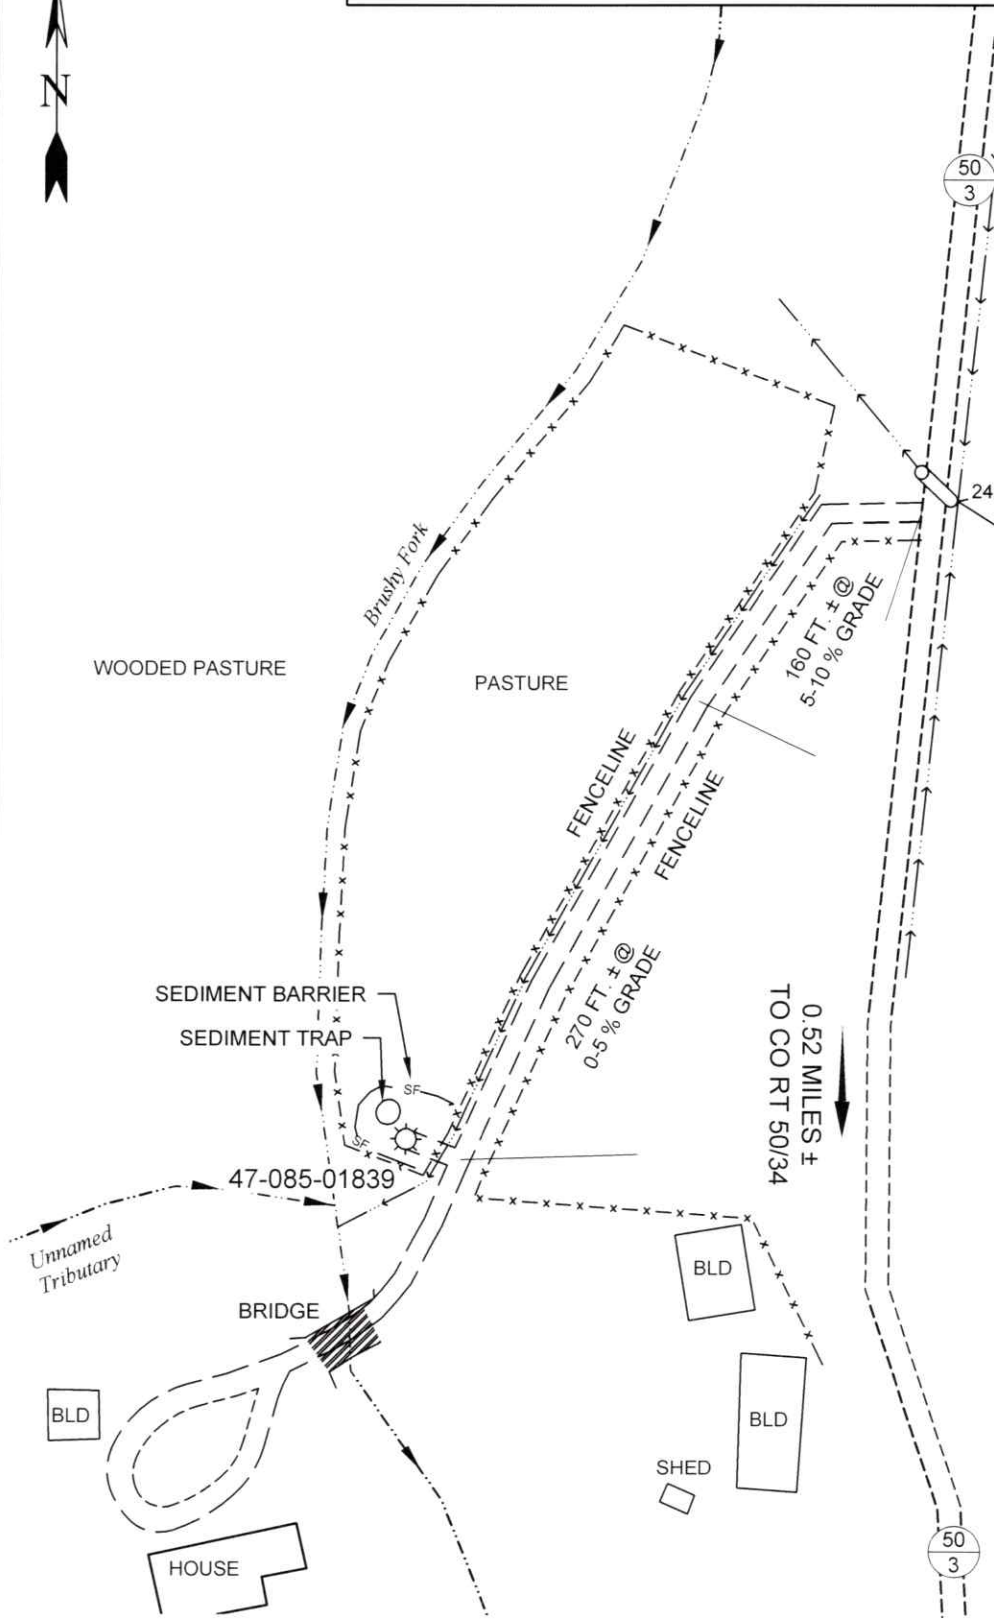 N
50
3
24
Brushy Fork
160 FT. ± @
5-10 % GRADE
WOODED PASTURE
PASTURE
FENCELINE
FENCELINE
270 FT. ± @
0-5 % GRADE
SEDIMENT BARRIER
SEDIMENT TRAP
0.52 MILES ±
TO CO RT 50/34
SF
SF
47-085-01839
Unnamed
Tributary
BRIDGE
BLD
BLD
BLD
SHED
HOUSE
50
3